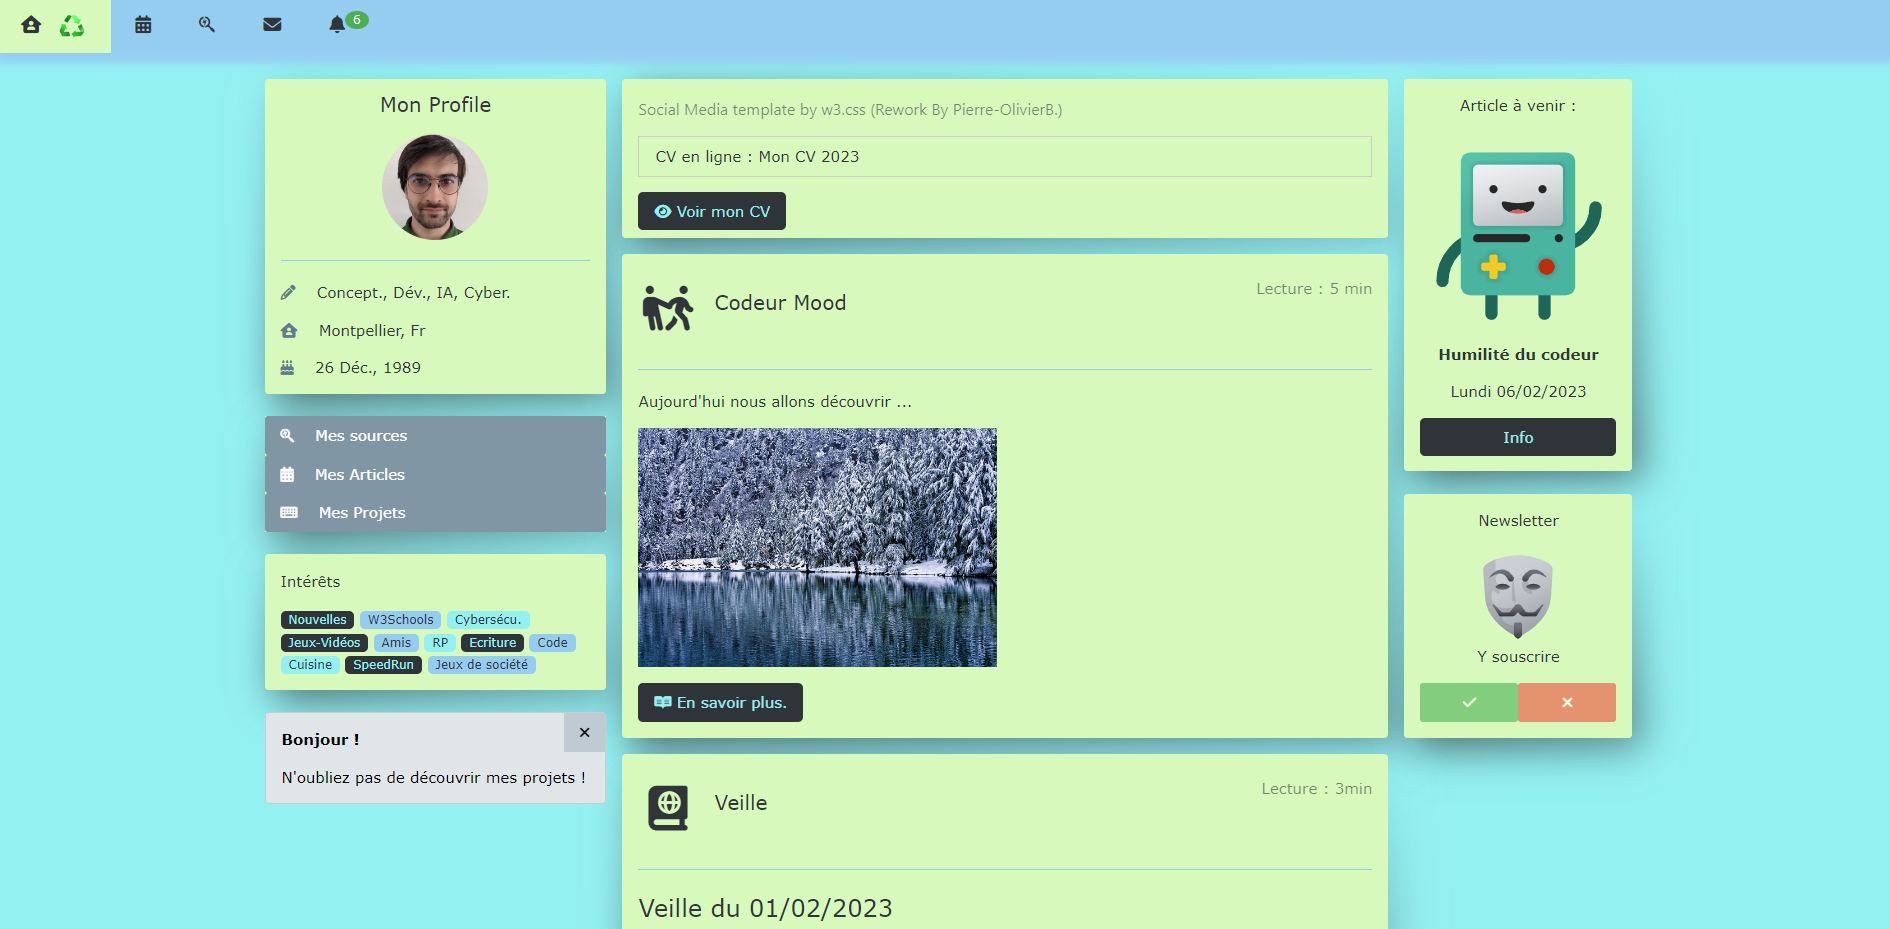 6
Mon Profile
Concept., Dév., IA, Cyber.
Montpellier, Fr
26 Déc., 1989
Mes sources
Mes Articles
Mes Projets
Intérêts
Nouvelles W3Schools Cybersécu.
Jeux-Vidéos Amis RP Ecriture Code
Cuisine SpeedRun Jeux de société
Bonjour !
N'oubliez pas de découvrir mes projets !
Social Media template by w3.css (Rework By Pierre-OlivierB.)
CV en ligne : Mon CV 2023
Voir mon CV
Codeur Mood
Lecture : 5 min
Aujourd'hui nous allons découvrir ...
En savoir plus.
Veille
Lecture : 3min
Veille du 01/02/2023
Article à venir :
Humilité du codeur
Lundi 06/02/2023
Info
Newsletter
Y souscrire